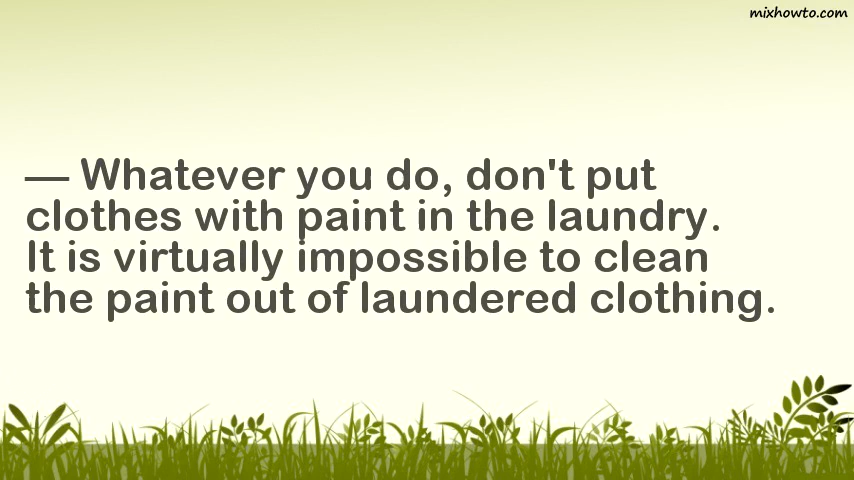 mixhowto.com
— Whatever you do, don't put
clothes with paint in the laundry.
It is virtually impossible to clean
the paint out of laundered clothing.